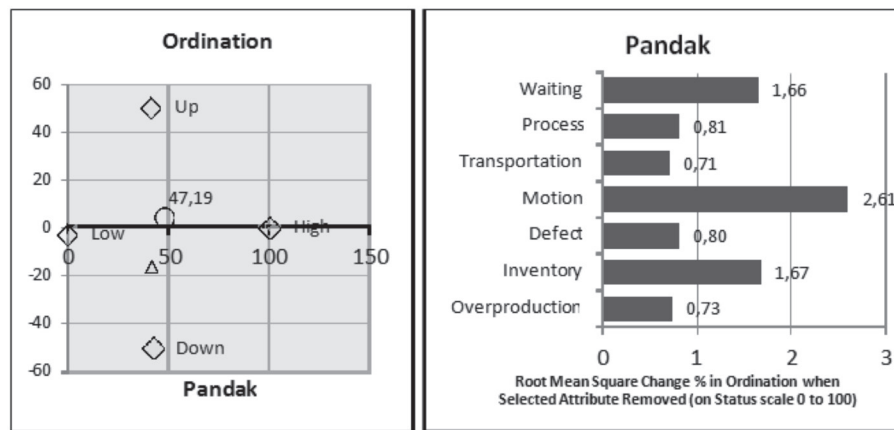 Ordination
60
40
20
0
-20
-40
-60
Up
47,19
Low
High
Down
0
50
100
150
Pandak
Pandak
Waiting
1,66
Process
0,81
Transportation
0,71
Motion
2,61
Defect
0,80
Inventory
1,67
Overproduction
0,73
0
1
2
3
Root Mean Square Change % in Ordination when
Selected Attribute Removed (on Status scale 0 to 100)